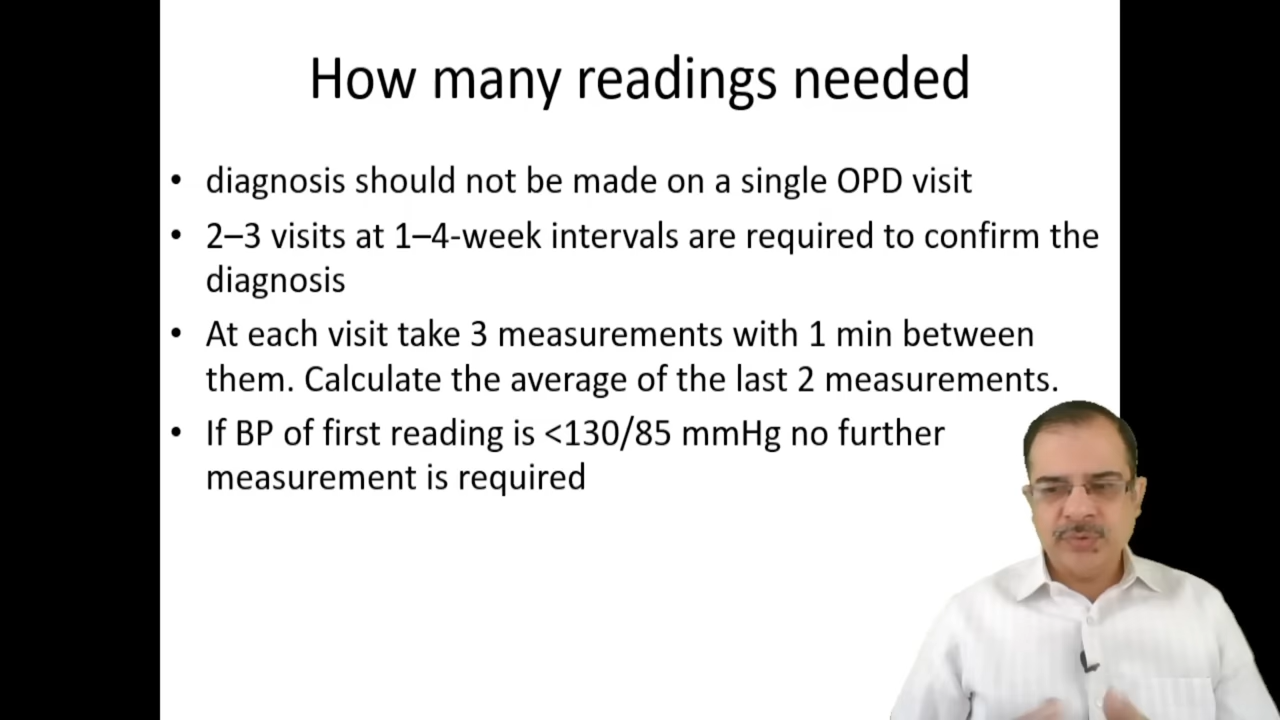 How many readings needed
• diagnosis should not be made on a single OPD visit
• 2–3 visits at 1–4-week intervals are required to confirm the
diagnosis
• At each visit take 3 measurements with 1 min between
them. Calculate the average of the last 2 measurements.
• If BP of first reading is <130/85 mmHg no further
measurement is required